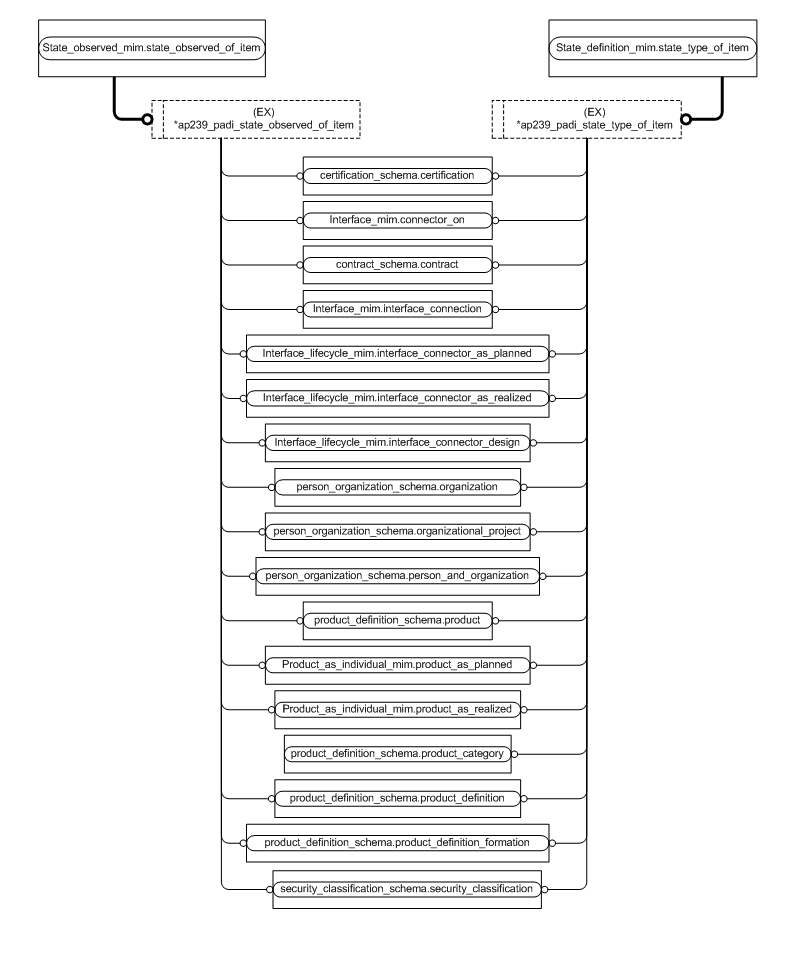 State_observed_mim.state_observed_of_item
State_definition_mim.state_type_of_item
(EX)
*ap239_padi_state_observed_of_item
(EX)
*ap239_padi_state_type_of_item
certification_schema.certification
Interface_mim.connector_on
contract_schema.contract
Interface_mim.interface_connection
Interface_lifecycle_mim.interface_connector_as_planned
Interface_lifecycle_mim.interface_connector_as_realized
Interface_lifecycle_mim.interface_connector_design
person_organization_schema.organization
person_organization_schema.organizational_project
person_organization_schema.person_and_organization
product_definition_schema.product
Product_as_individual_mim.product_as_planned
Product_as_individual_mim.product_as_realized
product_definition_schema.product_category
product_definition_schema.product_definition
product_definition_schema.product_definition_formation
security_classification_schema.security_classification